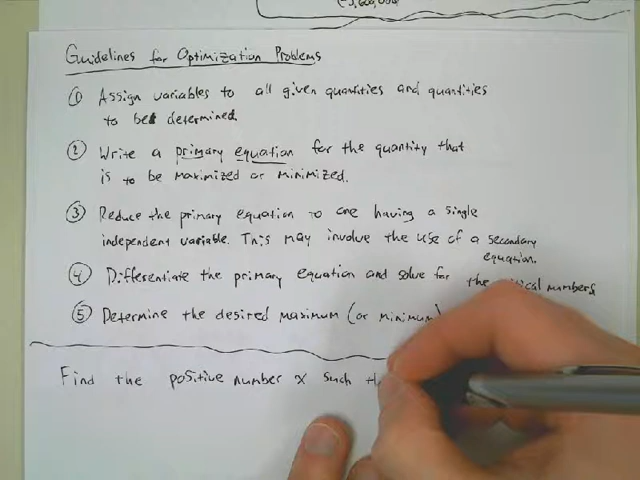 Guidelines for Optimization Problems
① Assign variables to all given quantities and quantities
to be determined.
② Write a primary equation for the quantity that
is to be maximized or minimized.
③ Reduce the primary equation to one having a single
independent variable. This may involve the use of a secondary
equation.
④ Differentiate the primary equation and solve for the critical numbers
⑤ Determine the desired maximum (or minimum)
Find the positive number x such